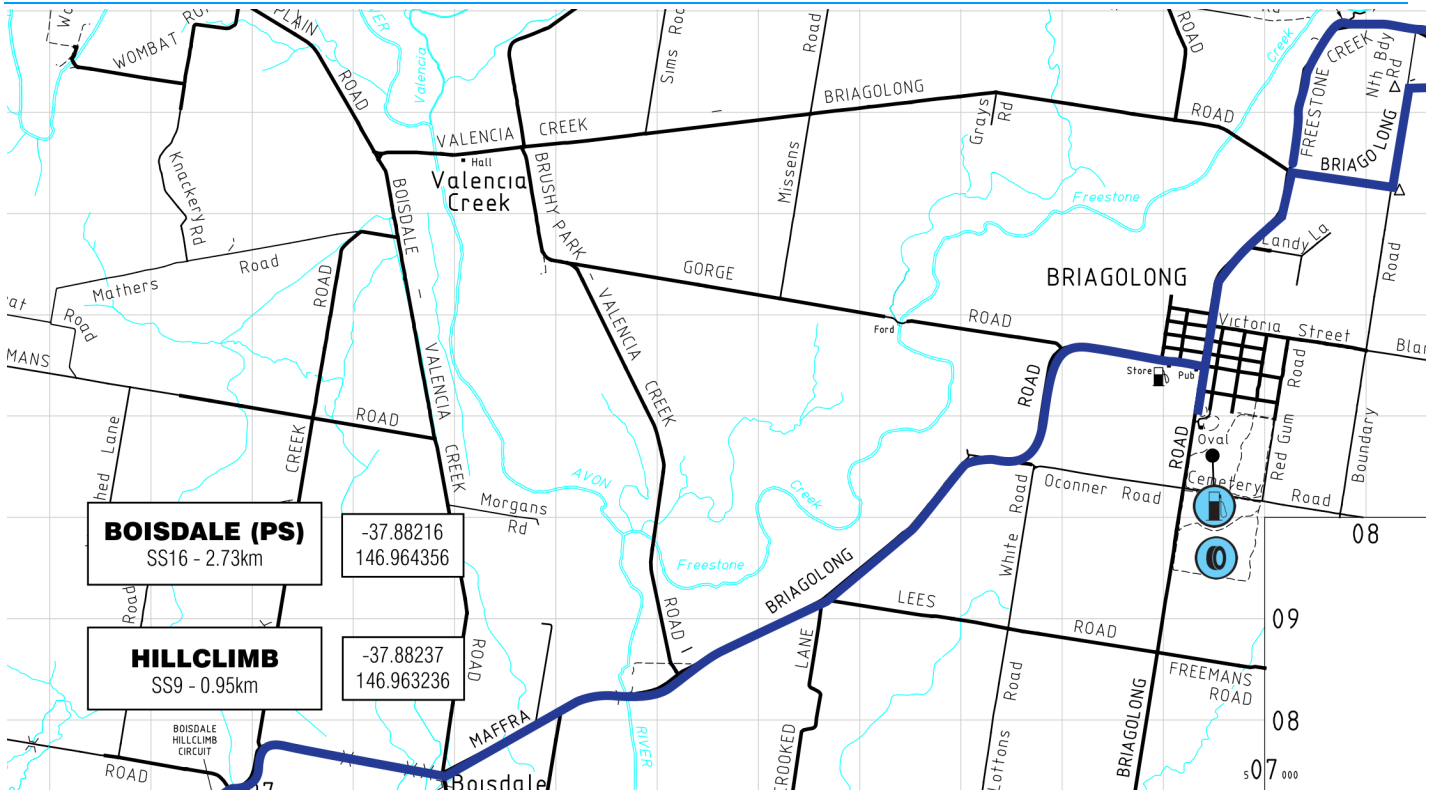 WOMBAT
PLAIN
ROAD
RIVER
Valencia
Sims
Road
ROAD
Creek
CREEK
Nth Bdy
Rd
FREESTONE
BRIAGOLONG
ROAD
Grays
Rd
VALENCIA
CREEK
Hall
Valencia
Creek
BRIAGO LONG
Knackery Rd
BOISDALE
BRUSHY PARK - VALENCIA
CREEK
ROAD
Missens
Freestone
Landy La
Road
Mathers
Road
ROAD
GORGE
ROAD
Ford
BRIAGOLONG
Victoria Street
Road
MANS
ROAD
VALENCIA
CREEK
ROAD
Store
Pub
ROAD
Road
Red Gum
Boundary
Oval
ROAD
Cemetery
Oconner Road
Road
Lane
CREEK
AVON
Creek
Morgans
Rd
White Road
BOISDALE (PS)
SS16 - 2.73km
-37.88216
146.964356
08
Freestone
BRIAGOLONG
LEES
ROAD
09
Road
HILLCLIMB
SS9 - 0.95km
-37.88237
146.963236
LANE
CROOKED
Lottons Road
FREEMANS
ROAD
BRIAGOLONG
BOISDALE
HILLCLIMB
CIRCUIT
ROAD
MAFFRA
RIVER
08
Boisdale
507 000